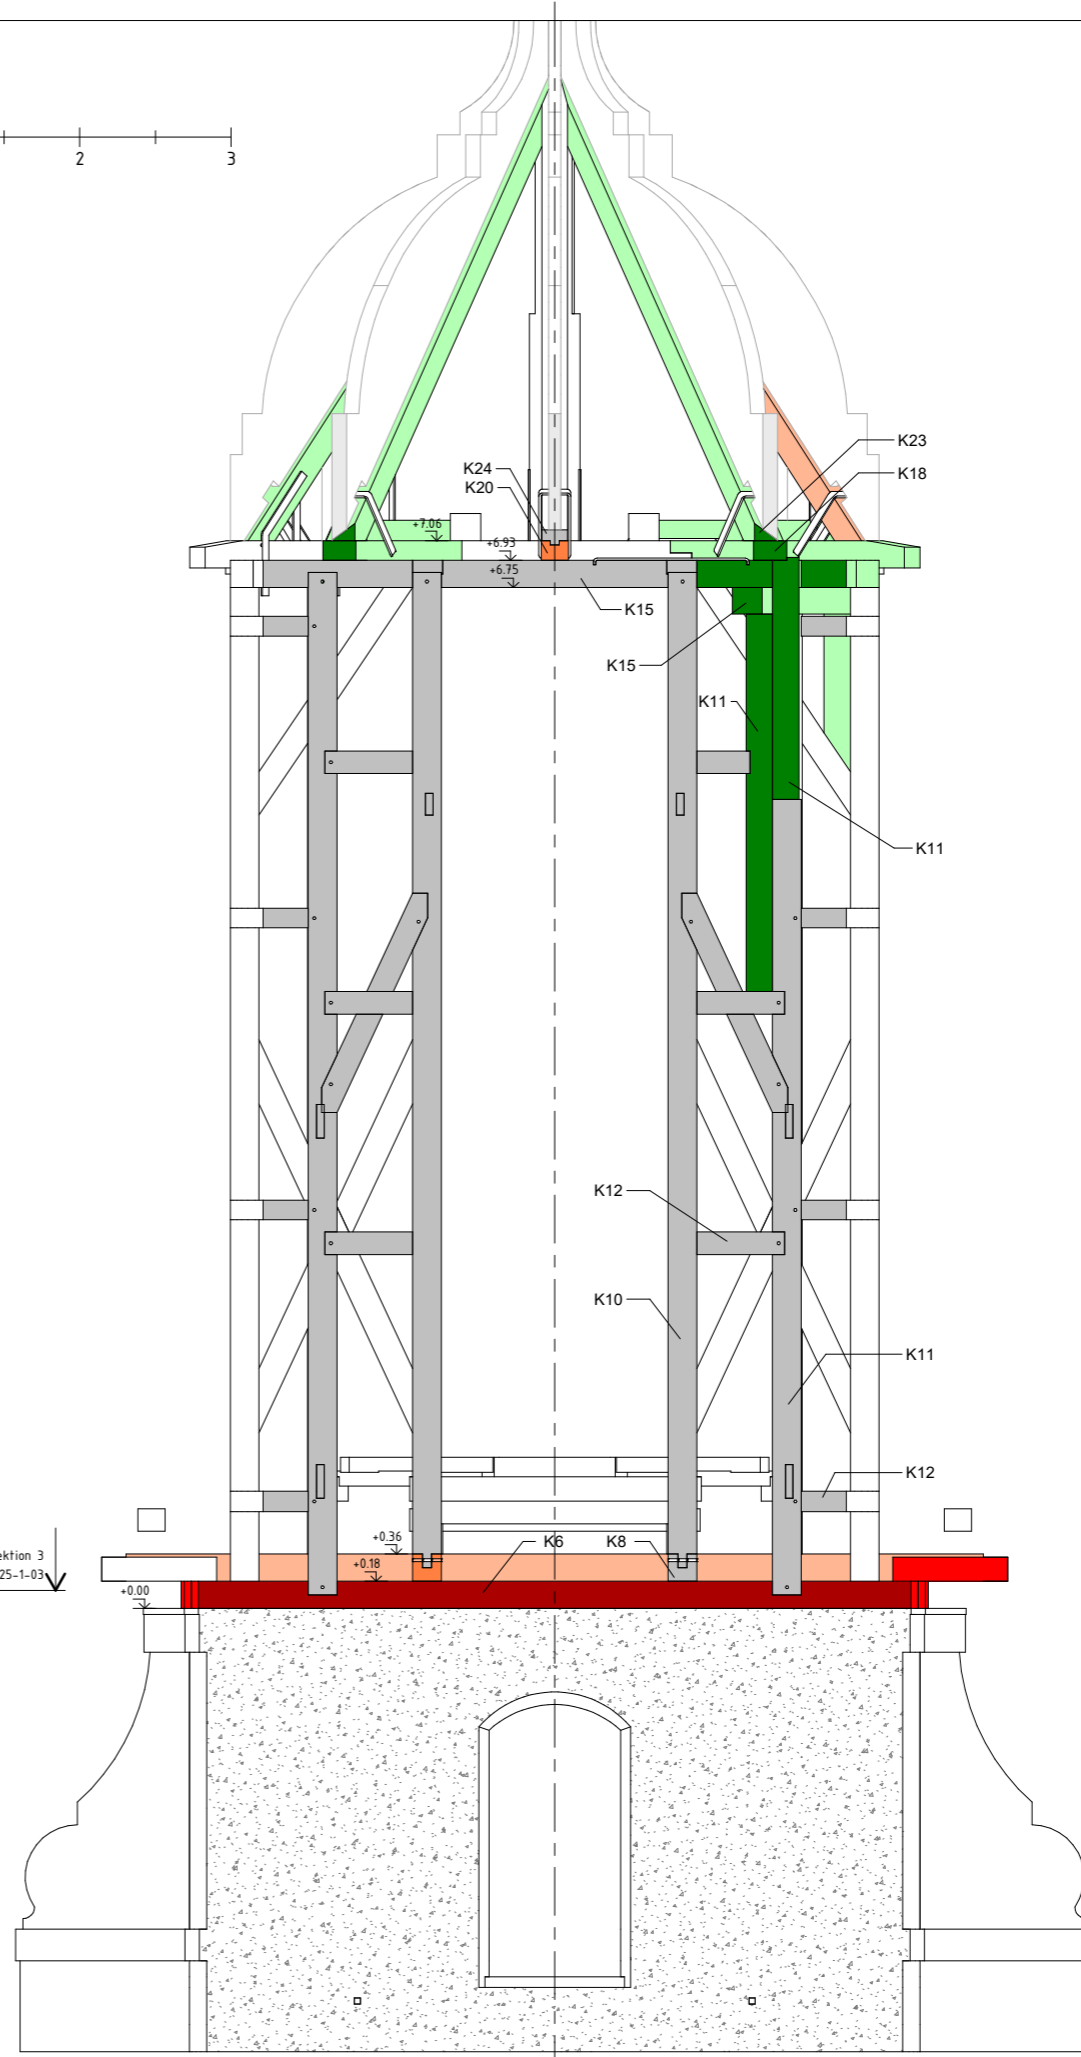 2
3
K23
K24
K18
K20
+7.06
+6.93
+6.75
K15
K15
K11
K11
K12
K10
K11
K12
+0.36
K6
K8
ektion 3
+0.18
25-1-03
+0.00